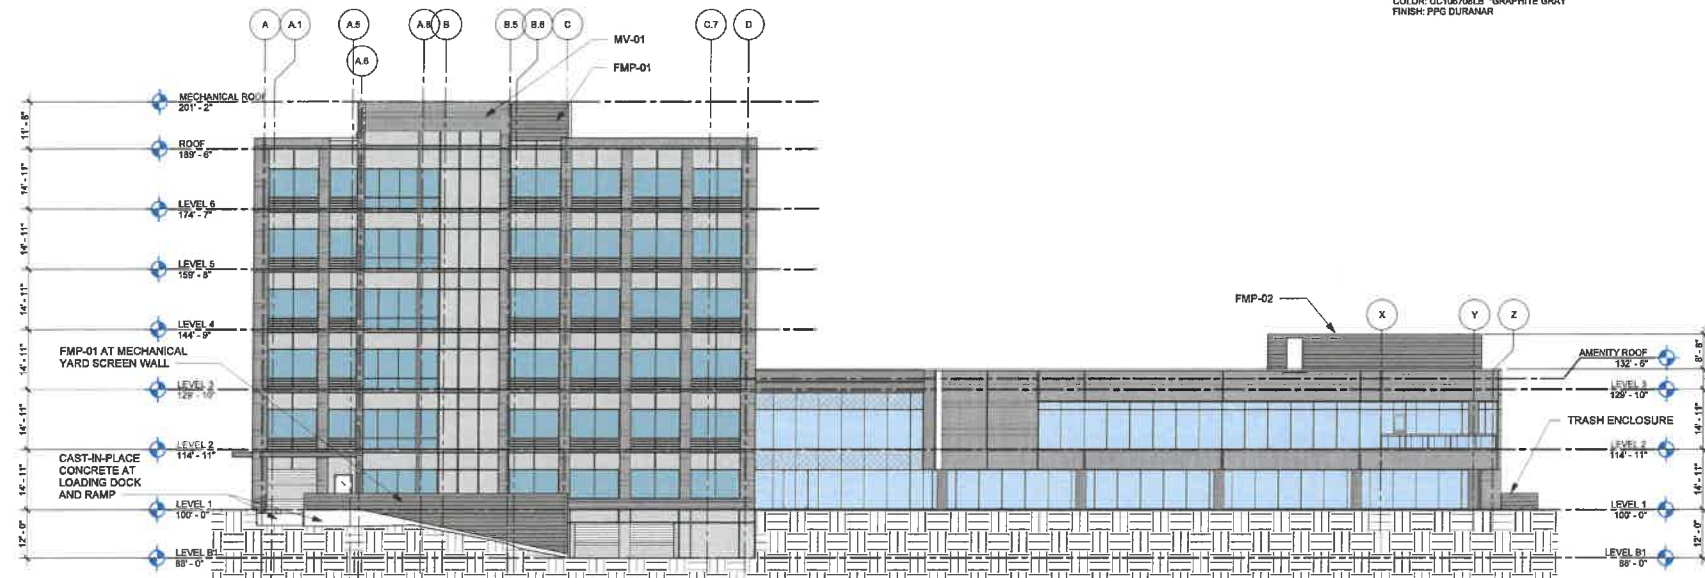 COLOR: UC106706LB "GRAPHITE GRAY"
FINISH: PPG DURANAR
A
A.1
A.5
A.8
B
B.5
B.6
C
C.7
D
A.6
MV-01
FMP-01
MECHANICAL ROOF
201' - 2"
11' - 8"
ROOF
189' - 6"
14' - 11"
LEVEL 6
174' - 7"
14' - 11"
LEVEL 5
159' - 8"
14' - 11"
LEVEL 4
144' - 9"
14' - 11"
FMP-01 AT MECHANICAL
YARD SCREEN WALL
LEVEL 3
129' - 10"
14' - 11"
LEVEL 2
114' - 11"
CAST-IN-PLACE
CONCRETE AT
LOADING DOCK
AND RAMP
14' - 11"
LEVEL 1
100' - 0"
12' - 0"
LEVEL B1
88' - 0"
FMP-02
X
Y
Z
AMENITY ROOF
132' - 6"
8' - 8"
LEVEL 3
129' - 10"
14' - 11"
TRASH ENCLOSURE
LEVEL 2
114' - 11"
14' - 11"
LEVEL 1
100' - 0"
12' - 0"
LEVEL B1
88' - 0"